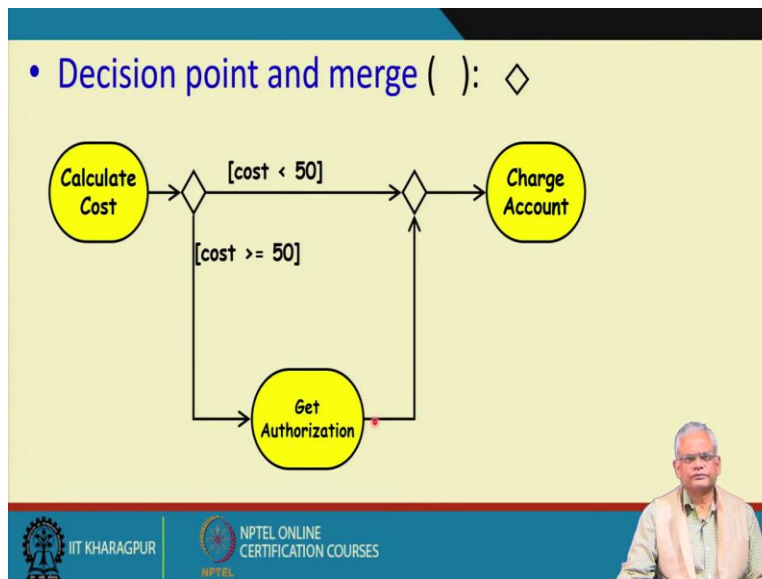 • Decision point and merge ( ): ◇
Calculate
Cost
[cost < 50]
Charge
Account
[cost >= 50]
Get
Authorization
IIT KHARAGPUR
NPTEL
NPTEL ONLINE
CERTIFICATION COURSES